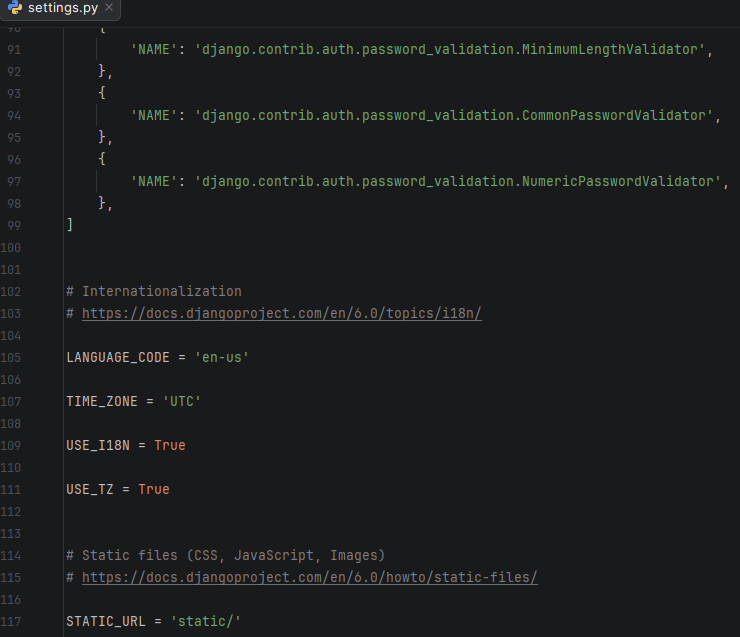 settings.py
90 {
91 'NAME': 'django.contrib.auth.password_validation.MinimumLengthValidator',
92 },
93 {
94 'NAME': 'django.contrib.auth.password_validation.CommonPasswordValidator',
95 },
96 {
97 'NAME': 'django.contrib.auth.password_validation.NumericPasswordValidator',
98 },
99 ]
100
101
102 # Internationalization
103 # https://docs.djangoproject.com/en/6.0/topics/i18n/
104
105 LANGUAGE_CODE = 'en-us'
106
107 TIME_ZONE = 'UTC'
108
109 USE_I18N = True
110
111 USE_TZ = True
112
113
114 # Static files (CSS, JavaScript, Images)
115 # https://docs.djangoproject.com/en/6.0/howto/static-files/
116
117 STATIC_URL = 'static/'